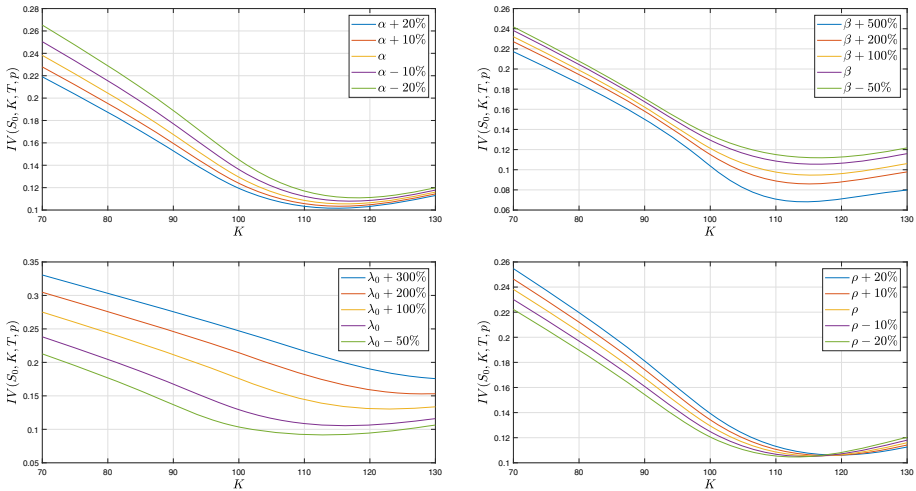 0.28
0.26
0.24
0.22
0.2
0.18
0.16
0.14
0.12
0.1
IV(S₀, K, T, p)
70 80 90 100 110 120 130
K
α + 20%
α + 10%
α
α − 10%
α − 20%
0.26
0.24
0.22
0.2
0.18
0.16
0.14
0.12
0.1
0.08
0.06
IV(S₀, K, T, p)
70 80 90 100 110 120 130
K
β + 500%
β + 200%
β + 100%
β
β − 50%
0.35
0.3
0.25
0.2
0.15
0.1
0.05
IV(S₀, K, T, p)
70 80 90 100 110 120 130
K
λ₀ + 300%
λ₀ + 200%
λ₀ + 100%
λ₀
λ₀ − 50%
0.26
0.24
0.22
0.2
0.18
0.16
0.14
0.12
0.1
IV(S₀, K, T, p)
70 80 90 100 110 120 130
K
ρ + 20%
ρ + 10%
ρ
ρ − 10%
ρ − 20%